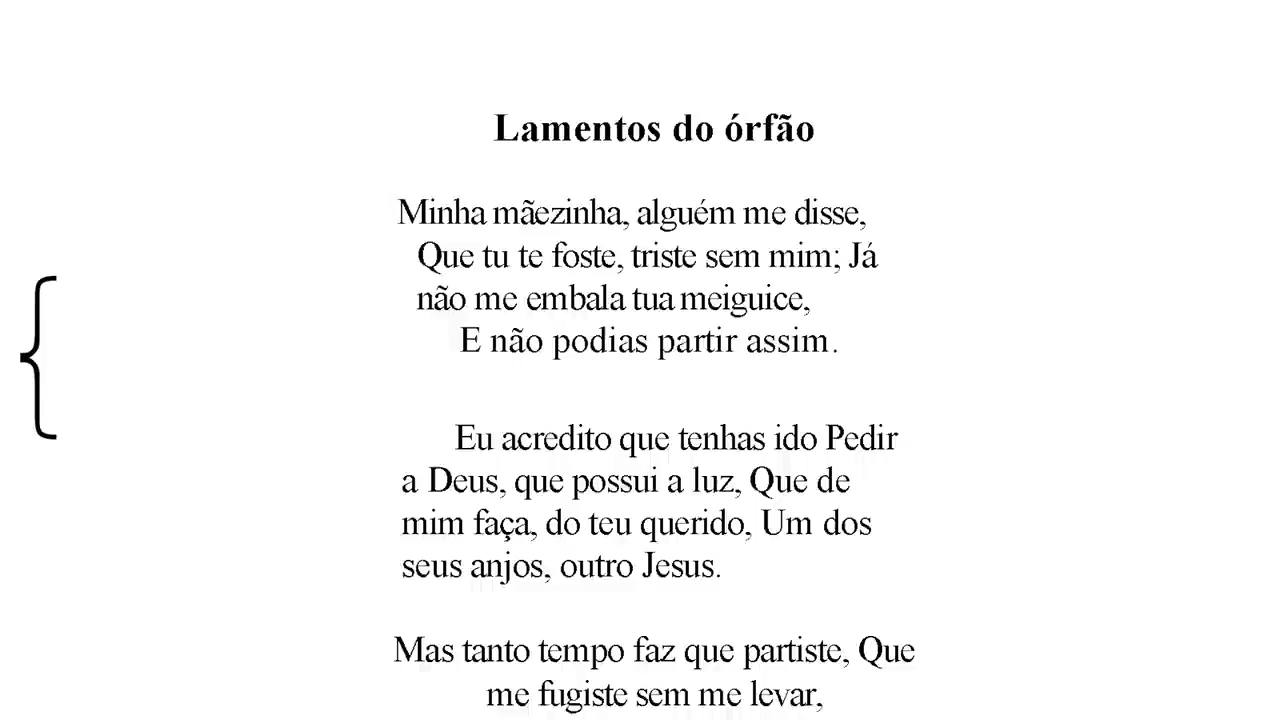 Lamentos do órfão
Minha mãezinha, alguém me disse,
Que tu te foste, triste sem mim; Já
não me embala tua meiguice,
E não podias partir assim.
Eu acredito que tenhas ido Pedir
a Deus, que possui a luz, Que de
mim faça, do teu querido, Um dos
seus anjos, outro Jesus.
Mas tanto tempo faz que partiste, Que
me fugiste sem me levar,